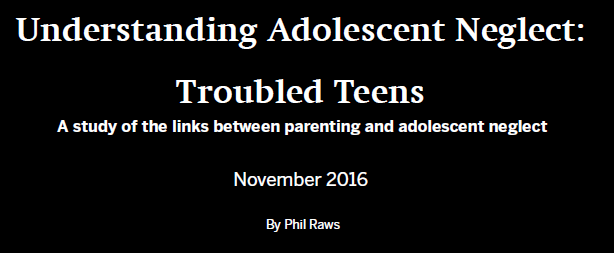 Understanding Adolescent Neglect:
Troubled Teens
A study of the links between parenting and adolescent neglect
November 2016
By Phil Raws